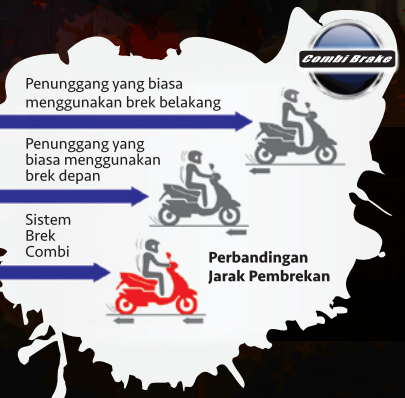 Combi Brake
Penunggang yang biasa
menggunakan brek belakang
Penunggang yang
biasa menggunakan
brek depan
Sistem
Brek
Combi
Perbandingan
Jarak Pembrekan